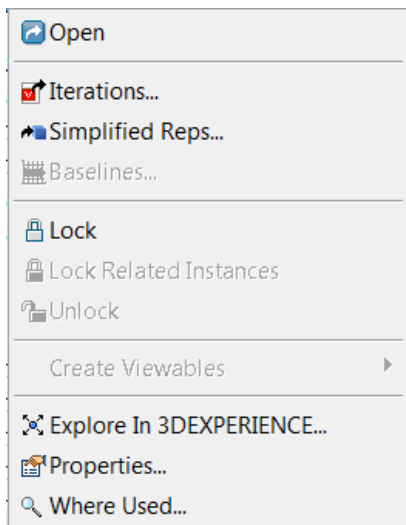 Open
Iterations...
Simplified Reps...
Baselines...
Lock
Lock Related Instances
Unlock
Create Viewables
Explore In 3DEXPERIENCE...
Properties...
Where Used...